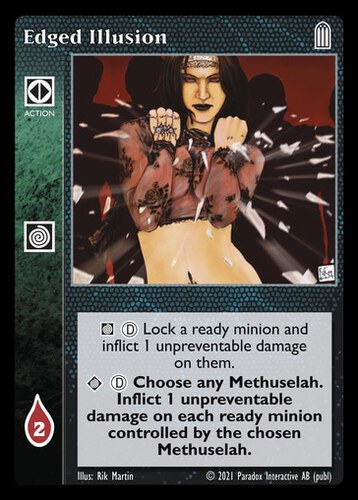 Edged Illusion
ACTION
D Lock a ready minion and
inflict 1 unpreventable damage
on them.
D Choose any Methuselah.
Inflict 1 unpreventable
damage on each ready minion
controlled by the chosen
Methuselah.
2
Illus: Rik Martin © 2021 Paradox Interactive AB (publ)